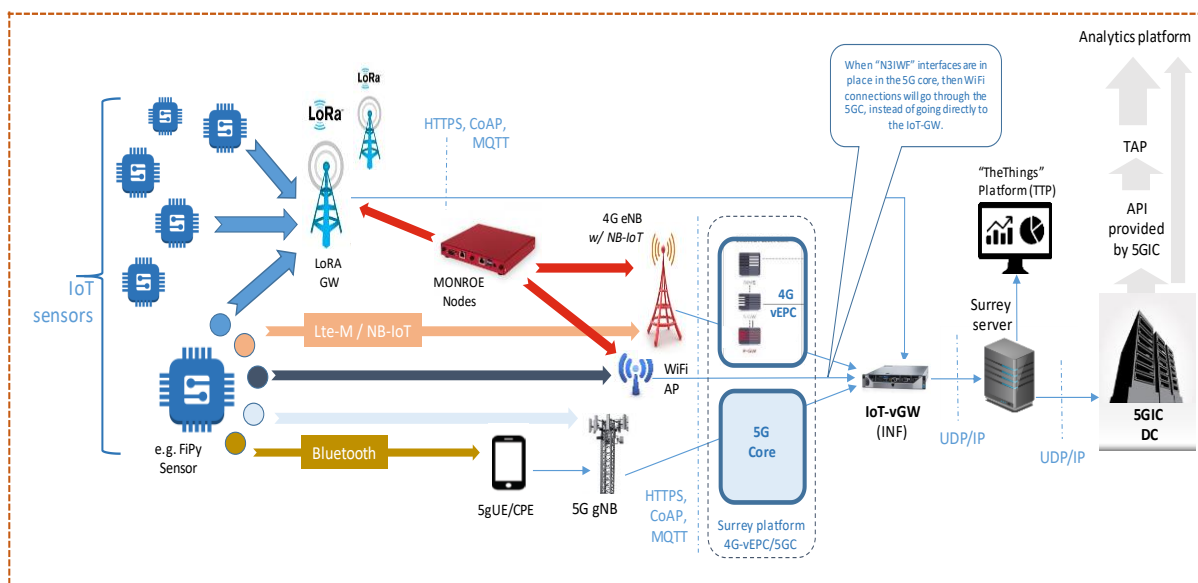 Analytics platform
When "N3IWF" interfaces are in
place in the 5G core, then WiFi
connections will go through the
5GC, instead of going directly to
the IoT-GW.
LoRa
LoRa
HTTPS, CoAP,
MQTT
TAP
"TheThings"
Platform (TTP)
API
provided
by 5GIC
4G eNB
w/ NB-IoT
LoRA
GW
MONROE
Nodes
IoT
sensors
4G
vEPC
Surrey
server
Lte-M / NB-IoT
WiFi
AP
IoT-vGW
(INF)
5GIC
DC
UDP/IP
UDP/IP
e.g. FiPy
Sensor
Bluetooth
5G
Core
5gUE/CPE
5G gNB
HTTPS,
CoAP,
MQTT
Surrey platform
4G-vEPC/5GC